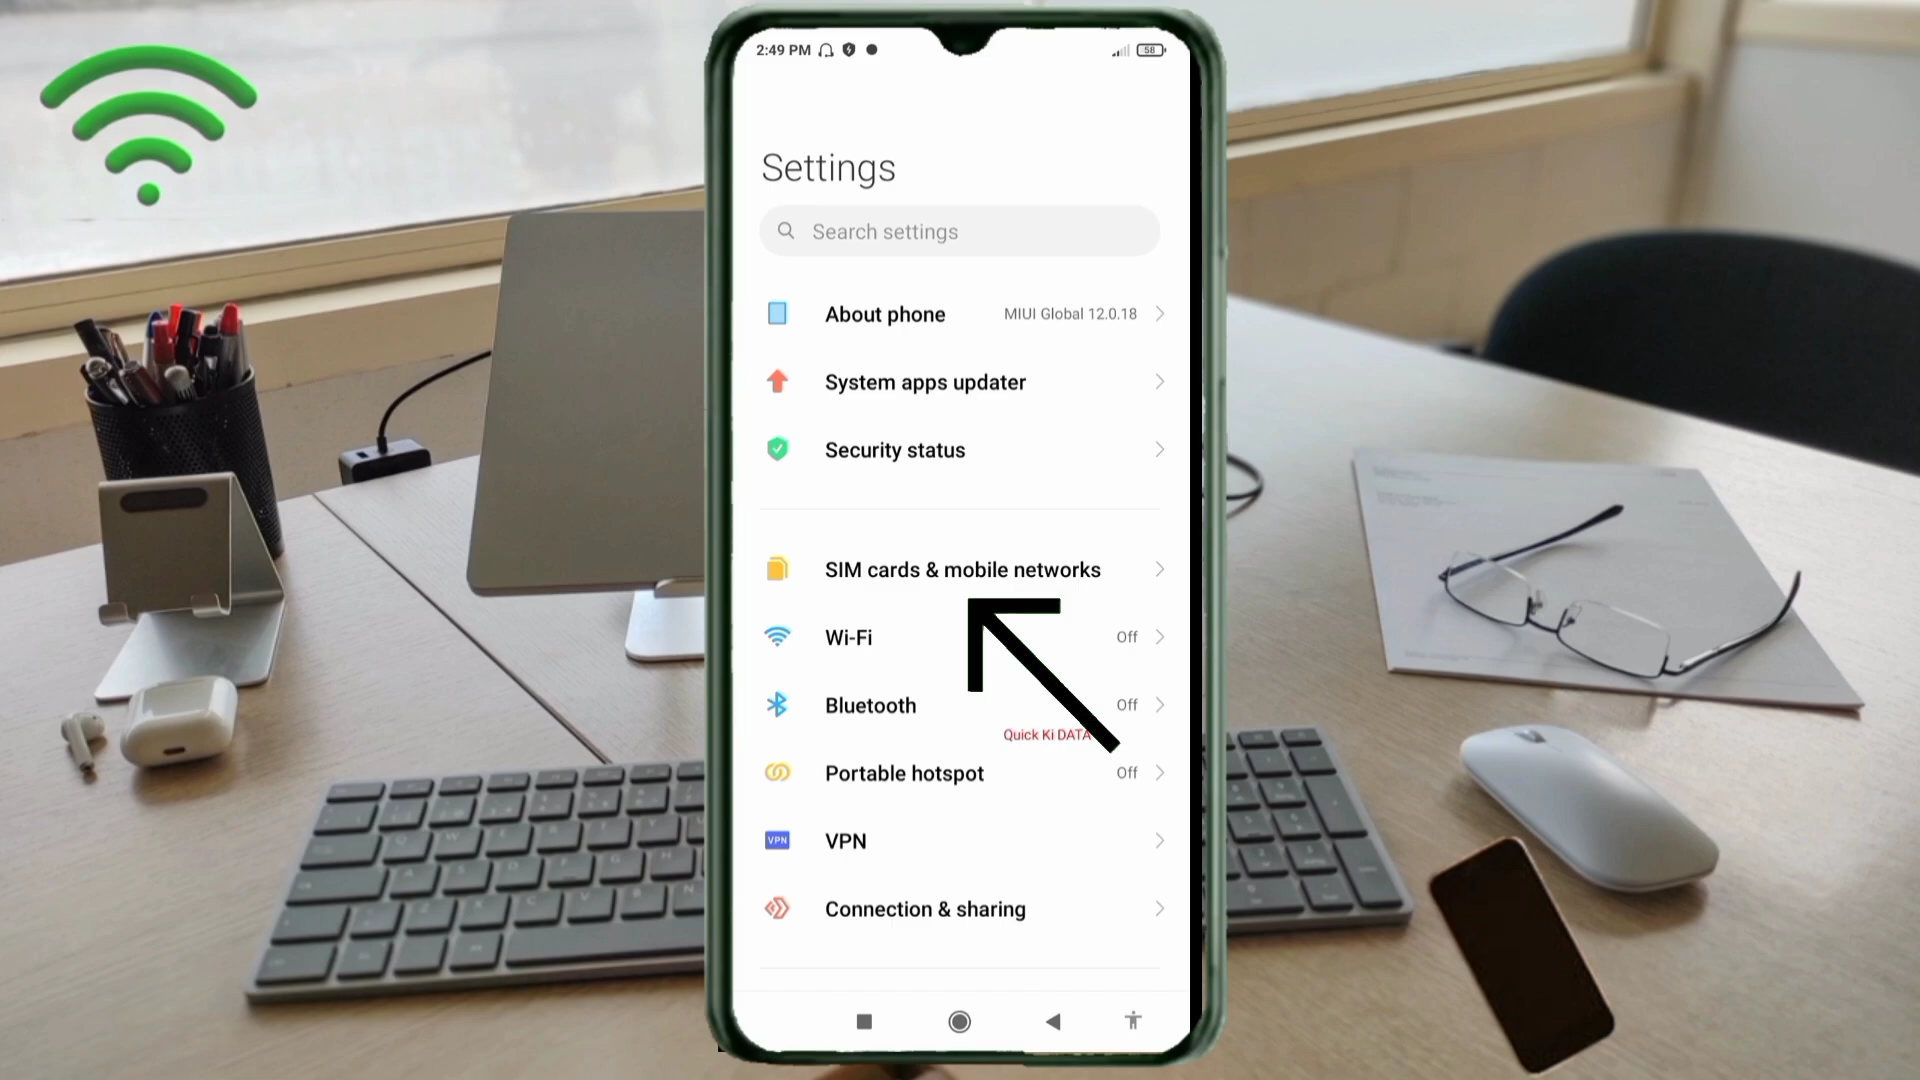 2:49 PM
58
Settings
Search settings
About phone
MIUI Global 12.0.18
System apps updater
Security status
SIM cards & mobile networks
Wi-Fi
Off
Bluetooth
Off
Quick Ki DATA
Portable hotspot
Off
VPN
VPN
Connection & sharing